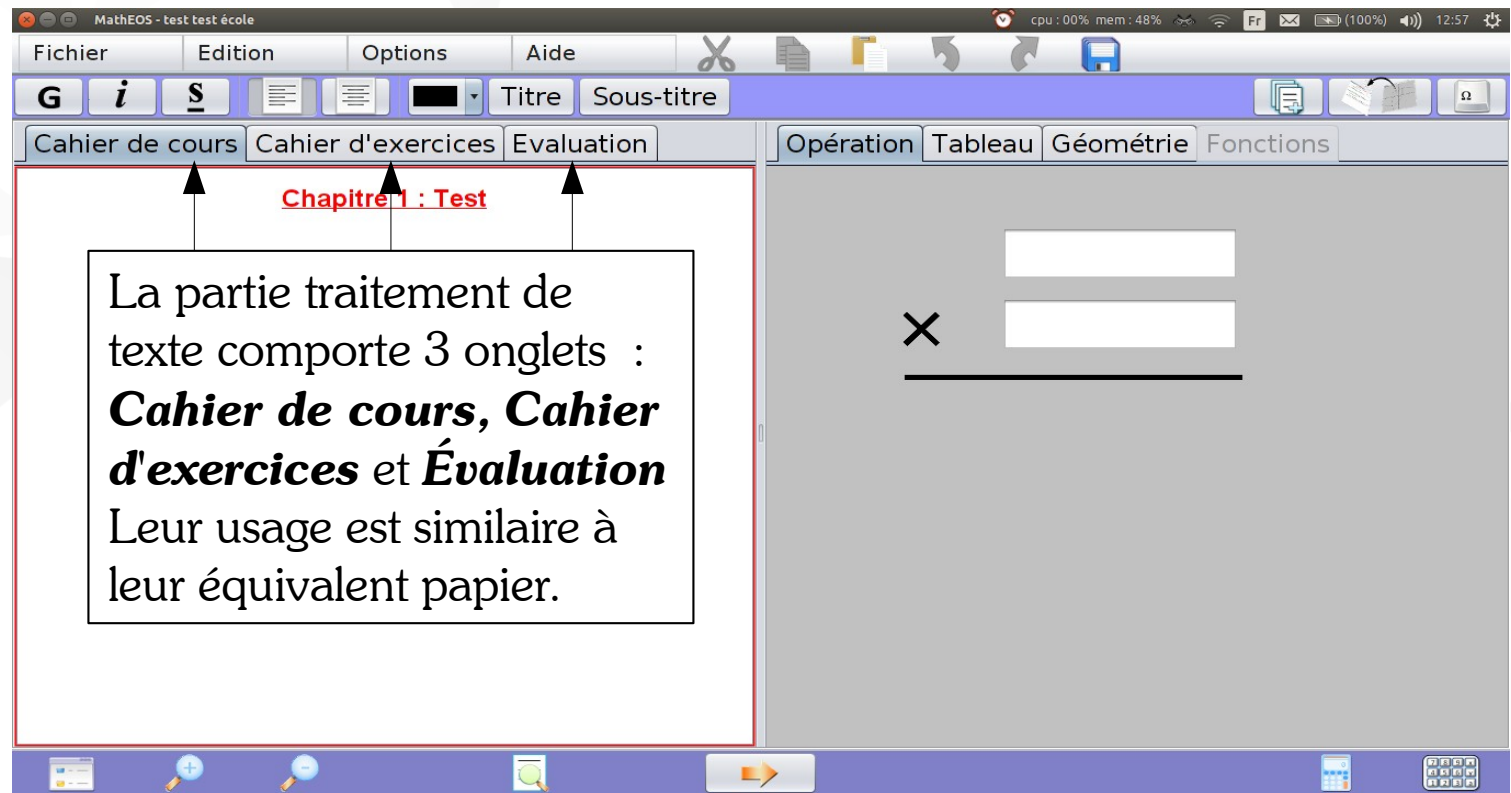 MathEOS - test test école
cpu : 00% mem : 48% Fr (100%) 12:57
Fichier Edition Options Aide
G i S Titre Sous-titre Ω
Cahier de cours Cahier d'exercices Evaluation Opération Tableau Géométrie Fonctions
Chapitre 1 : Test
La partie traitement de
texte comporte 3 onglets :
Cahier de cours, Cahier
d'exercices et Évaluation
Leur usage est similaire à
leur équivalent papier.
×